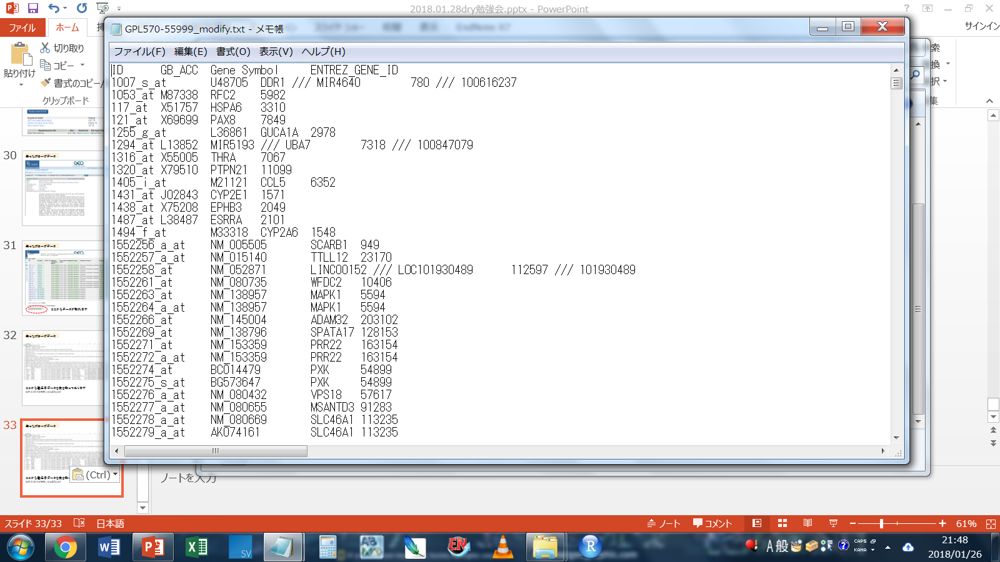 2018.01.28dry勉強会.pptx - PowerPoint
ファイル ホーム
サインイン
切り取り
コピー
貼り付け
書式のコピー/
クリップボード
GPL570-55999_modify.txt - メモ帳
ファイル(F) 編集(E) 書式(O) 表示(V) ヘルプ(H)
ID GB_ACC Gene Symbol ENTREZ_GENE_ID
1007_s_at U48705 DDR1 /// MIR4640 780 /// 100616237
1053_at M87338 RFC2 5982
117_at X51757 HSPA6 3310
121_at X69699 PAX8 7849
1255_g_at L36861 GUCA1A 2978
1294_at L13852 MIR5193 /// UBA7 7318 /// 100847079
1316_at X55005 THRA 7067
1320_at X79510 PTPN21 11099
1405_i_at M21121 CCL5 6352
1431_at J02843 CYP2E1 1571
1438_at X75208 EPHB3 2049
1487_at L38487 ESRRA 2101
1494_f_at M33318 CYP2A6 1548
1552256_a_at NM_005505 SCARB1 949
1552257_a_at NM_015140 TTLL12 23170
1552258_at NM_052871 LINC00152 /// LOC101930489 112597 /// 101930489
1552261_at NM_080735 WFDC2 10406
1552263_at NM_138957 MAPK1 5594
1552264_a_at NM_138957 MAPK1 5594
1552266_at NM_145004 ADAM32 203102
1552269_at NM_138796 SPATA17 128153
1552271_at NM_153359 PRR22 163154
1552272_a_at NM_153359 PRR22 163154
1552274_at BC014479 PXK 54899
1552275_s_at BG573647 PXK 54899
1552276_a_at NM_080432 VPS18 57617
1552277_a_at NM_080655 MSANTD3 91283
1552278_a_at NM_080669 SLC46A1 113235
1552279_a_at AK074161 SLC46A1 113235
30
31
32
33
(Ctrl)
ノートを入力
スライド 33/33 日本語
ノート コメント 61%
A 般 CAPS KANA
21:48
2018/01/26